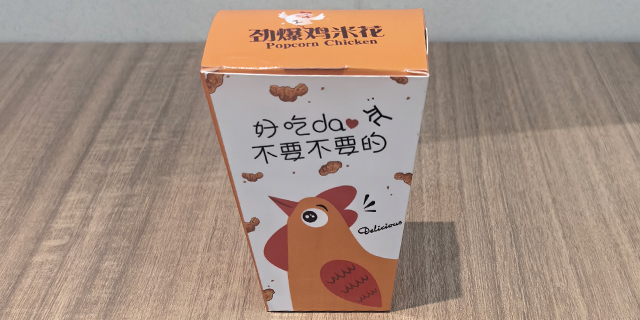 劲爆鸡米花
Popcorn Chicken
好吃da
不要不要的
Delicious